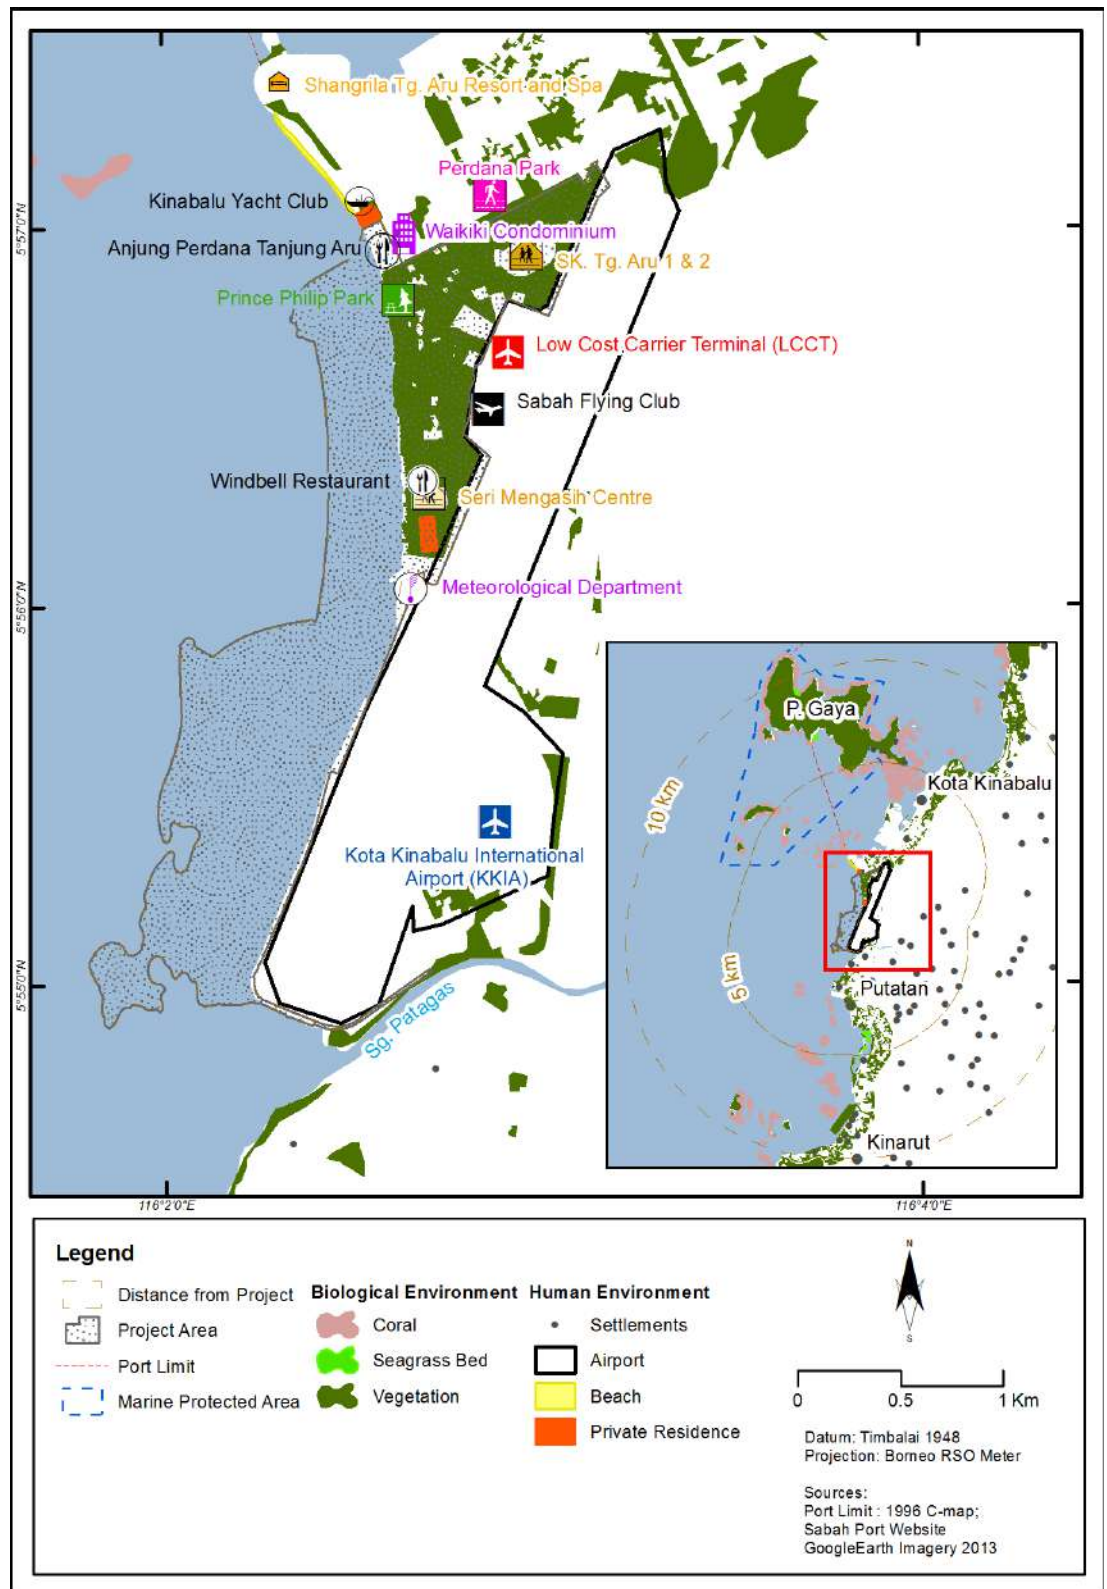 Shangrila Tg. Aru Resort and Spa
Perdana Park
Kinabalu Yacht Club
Waikiki Condominium
Anjung Perdana Tanjung Aru
SK. Tg. Aru 1 & 2
Prince Philip Park
Low Cost Carrier Terminal (LCCT)
Sabah Flying Club
Windbell Restaurant
Seri Mengasih Centre
Meteorological Department
Kota Kinabalu International
Airport (KKIA)
Sg. Patagas
5°57'0"N
5°56'0"N
5°55'0"N
116°2'0"E
116°4'0"E
P. Gaya
Kota Kinabalu
10 km
5 km
Putatan
Kinarut
Legend
Distance from Project
Project Area
Port Limit
Marine Protected Area
Biological Environment
Coral
Seagrass Bed
Vegetation
Human Environment
Settlements
Airport
Beach
Private Residence
N
S
0 0.5 1 Km
Datum: Timbalai 1948
Projection: Borneo RSO Meter
Sources:
Port Limit : 1996 C-map;
Sabah Port Website
GoogleEarth Imagery 2013